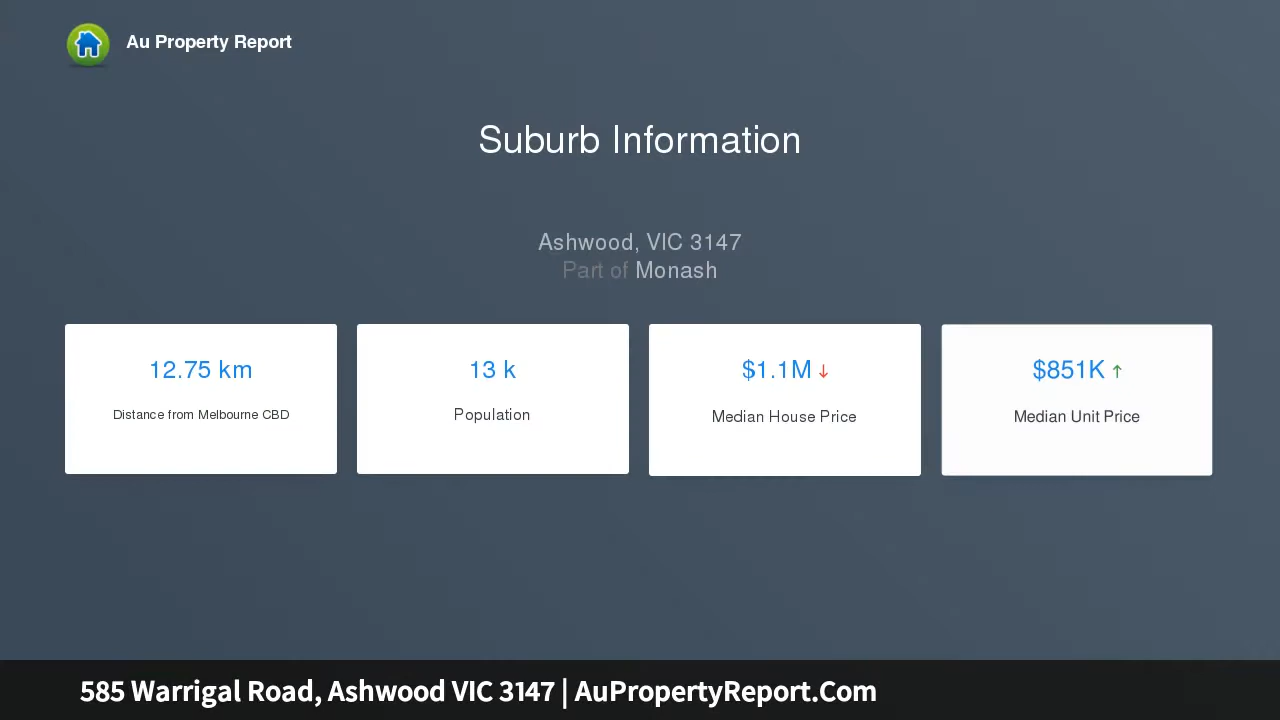 Au Property Report
Suburb Information
Ashwood, VIC 3147
Part of Monash
12.75 km
Distance from Melbourne CBD
13 k
Population
$1.1M ↓
Median House Price
$851K ↑
Median Unit Price
585 Warrigal Road, Ashwood VIC 3147 | AuPropertyReport.Com